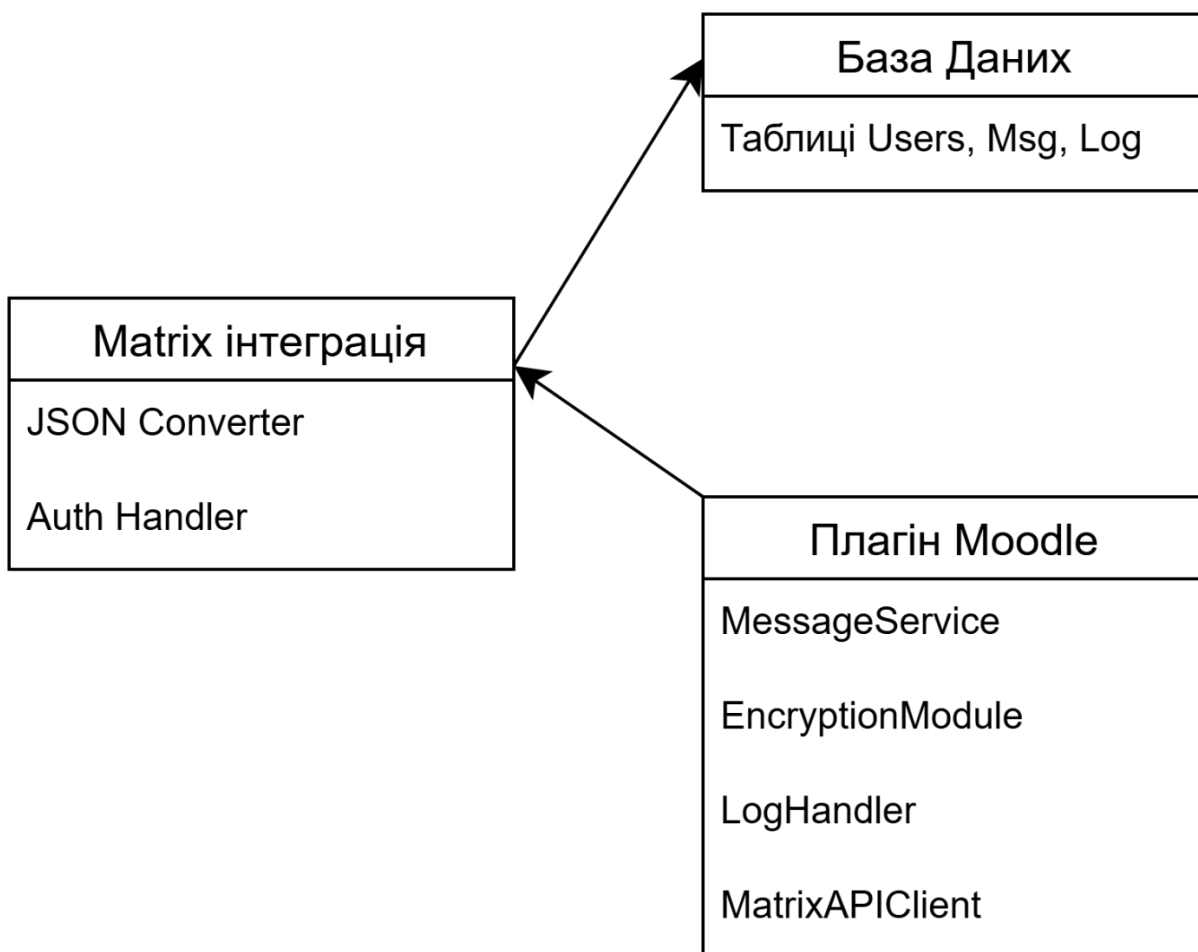 База Даних
Таблиці Users, Msg, Log
Matrix інтеграція
JSON Converter
Auth Handler
Плагін Moodle
MessageService
EncryptionModule
LogHandler
MatrixAPIClient